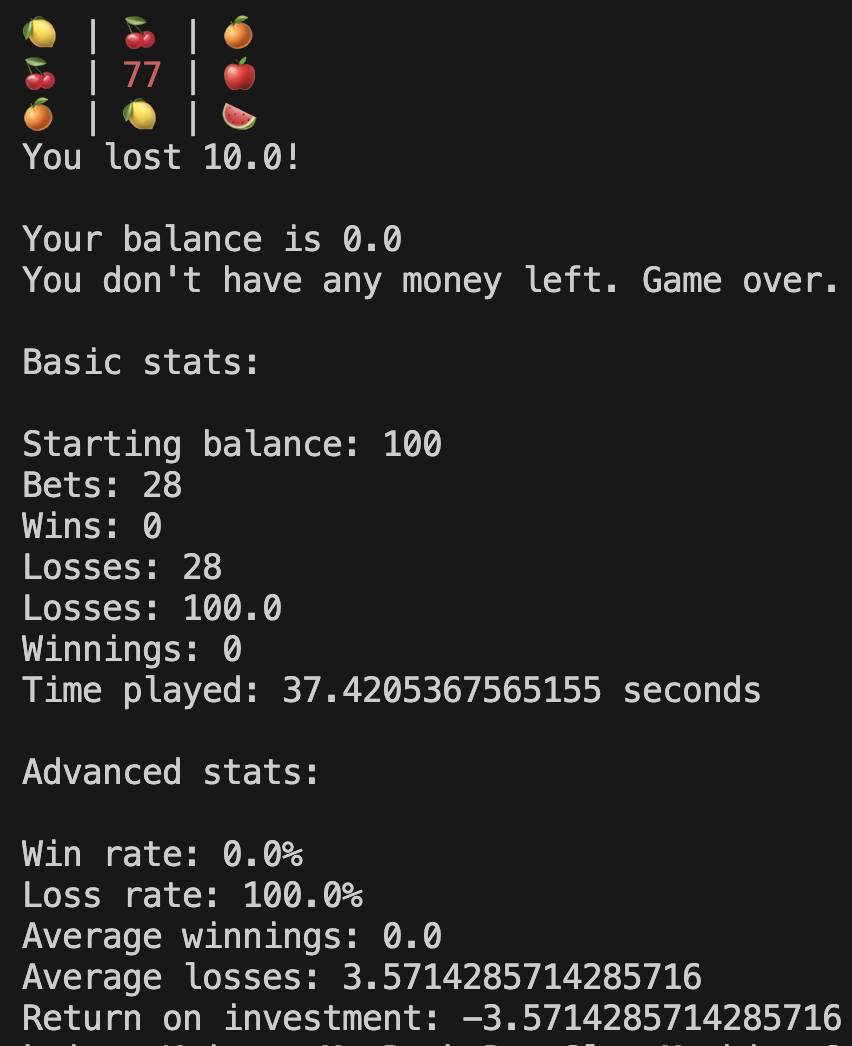 🍋 | 🍒 | 🍊
🍒 | 77 | 🍎
🍊 | 🍋 | 🍉
You lost 10.0!
Your balance is 0.0
You don't have any money left. Game over.
Basic stats:
Starting balance: 100
Bets: 28
Wins: 0
Losses: 28
Losses: 100.0
Winnings: 0
Time played: 37.4205367565155 seconds
Advanced stats:
Win rate: 0.0%
Loss rate: 100.0%
Average winnings: 0.0
Average losses: 3.5714285714285716
Return on investment: -3.5714285714285716